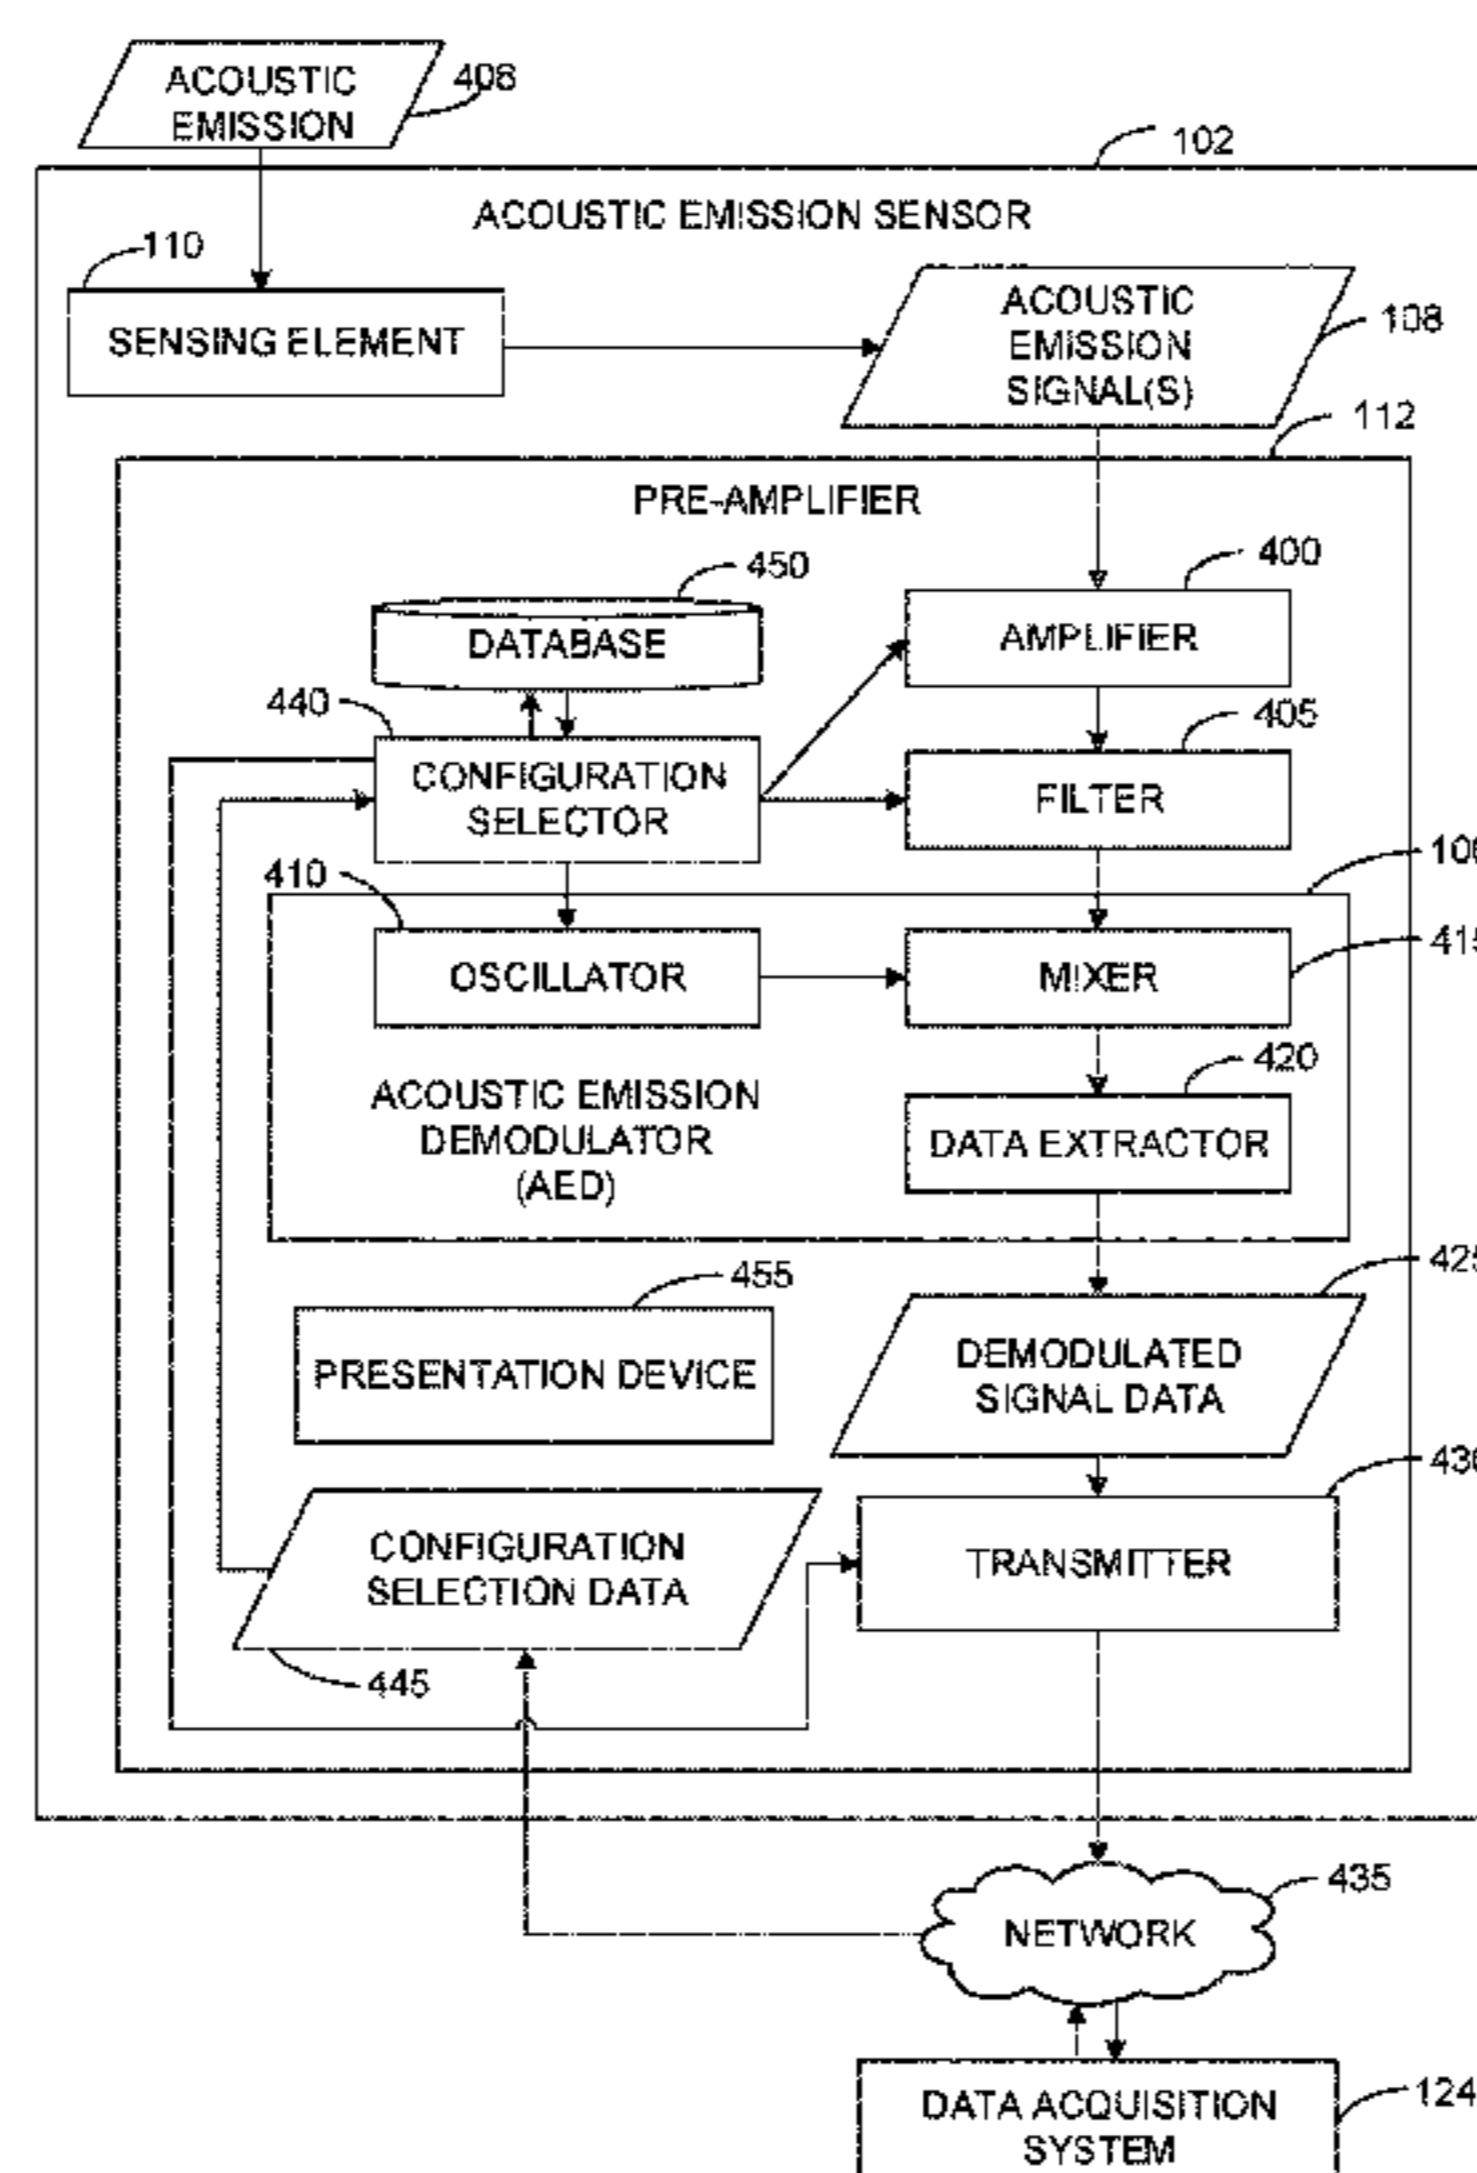 ACOUSTIC
EMISSION
408
102
ACOUSTIC EMISSION SENSOR
110
SENSING ELEMENT
ACOUSTIC
EMISSION
SIGNAL(S)
108
112
PRE-AMPLIFIER
450
400
DATABASE
AMPLIFIER
440
405
CONFIGURATION
SELECTOR
FILTER
410
OSCILLATOR
MIXER
420
ACOUSTIC EMISSION
DEMODULATOR
(AED)
DATA EXTRACTOR
455
PRESENTATION DEVICE
DEMODULATED
SIGNAL DATA
CONFIGURATION
SELECTION DATA
TRANSMITTER
445
435
NETWORK
124
DATA ACQUISITION
SYSTEM